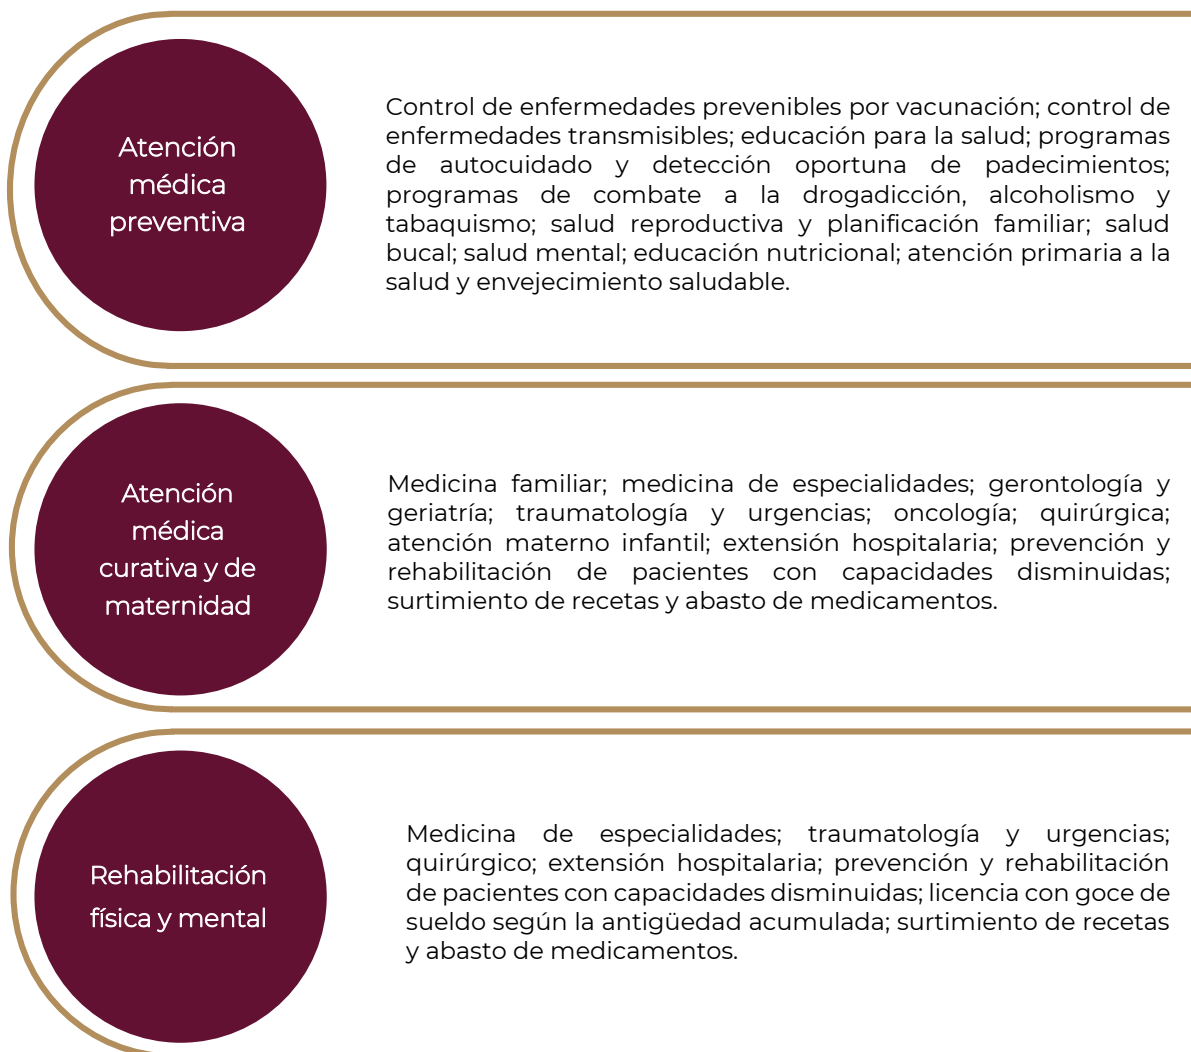 Atención
médica
preventiva
Control de enfermedades prevenibles por vacunación; control de
enfermedades transmisibles; educación para la salud; programas
de autocuidado y detección oportuna de padecimientos;
programas de combate a la drogadicción, alcoholismo y
tabaquismo; salud reproductiva y planificación familiar; salud
bucal; salud mental; educación nutricional; atención primaria a la
salud y envejecimiento saludable.
Atención
médica
curativa y de
maternidad
Medicina familiar; medicina de especialidades; gerontología y
geriatría; traumatología y urgencias; oncología; quirúrgica;
atención materno infantil; extensión hospitalaria; prevención y
rehabilitación de pacientes con capacidades disminuidas;
surtimiento de recetas y abasto de medicamentos.
Rehabilitación
física y mental
Medicina de especialidades; traumatología y urgencias;
quirúrgico; extensión hospitalaria; prevención y rehabilitación
de pacientes con capacidades disminuidas; licencia con goce de
sueldo según la antigüedad acumulada; surtimiento de recetas
y abasto de medicamentos.